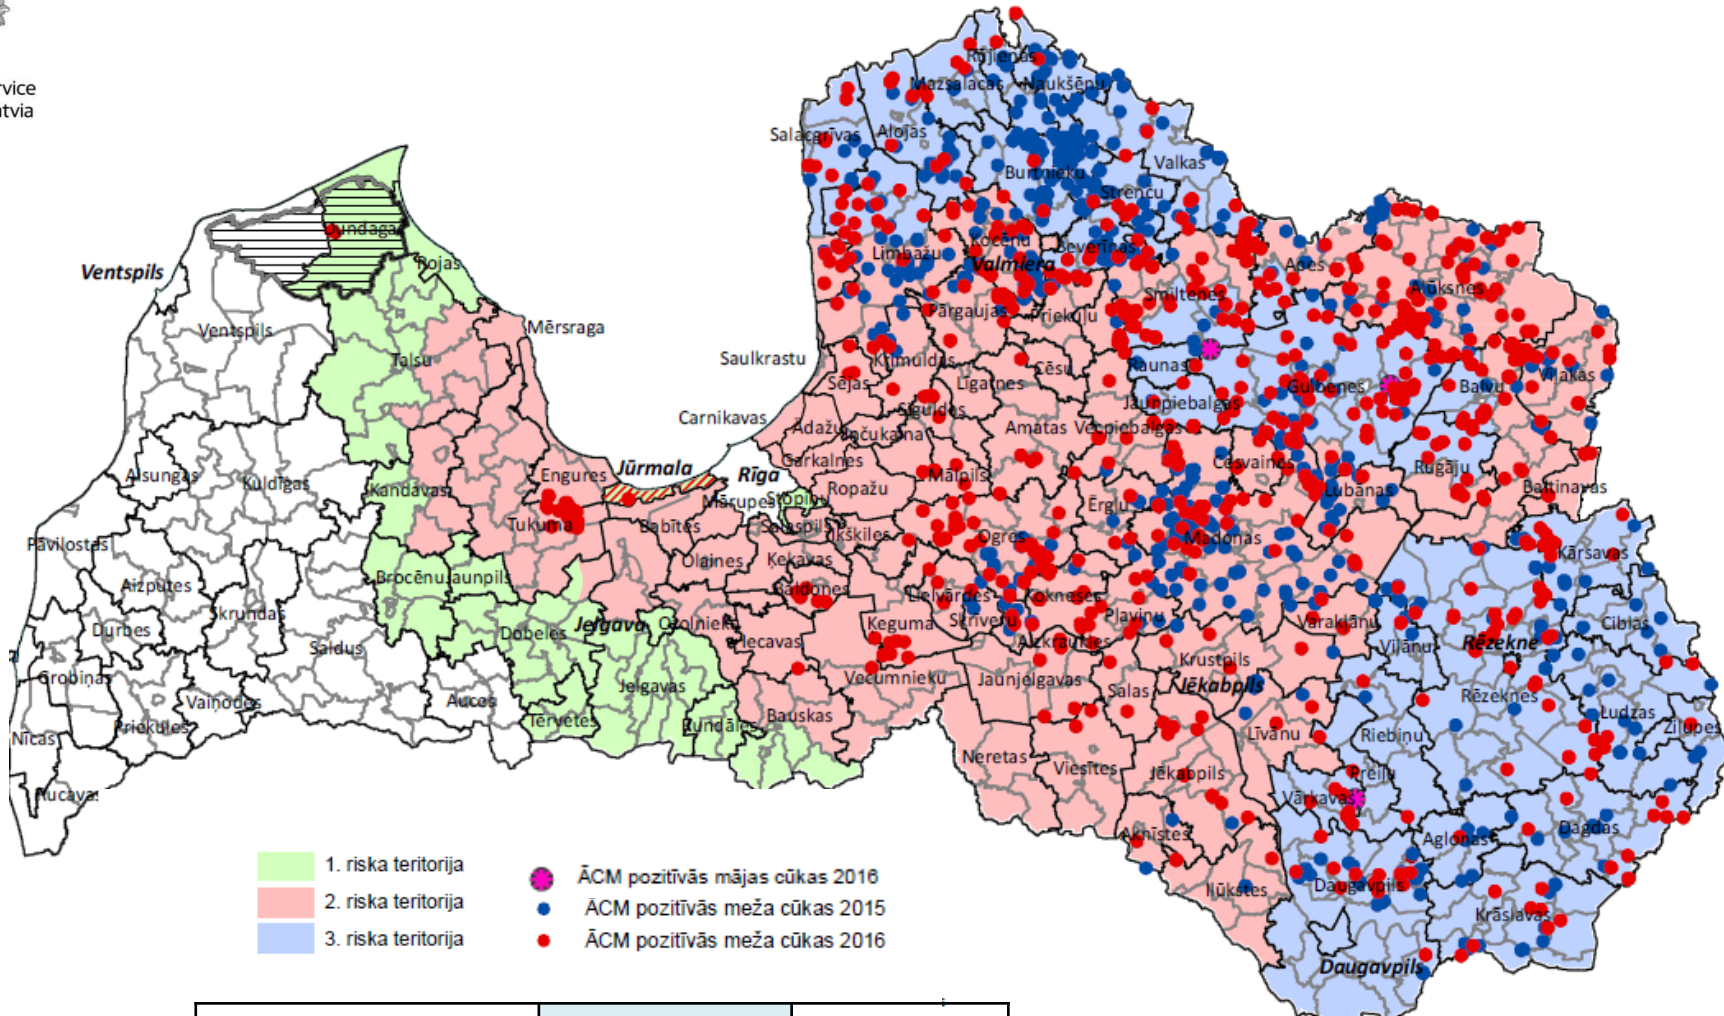 rvice
atvia
Rūjienas
Mazsalacas
Naukšēnu
Salacgrīvas
Alojas
Burtnieku
Valkas
Strenču
Dundaga
Rojas
Ventspils
Limbažu
Kocēnu
Beverīnas
Valmiera
Apes
Alūksnes
Smiltenes
Ventspils
Mērsraga
Pārgaujas
Priekuļu
Talsu
Saulkrastu
Krimuldas
Cēsu
Raunas
Sējas
Līgatnes
Gulbenes
Balvu
Viļakas
Carnikavas
Siguldas
Jaunpiebalgas
Ādažu
Inčukalna
Amatas
Vecpiebalgas
Garkalnes
Cesvaines
Rugāju
Alsungas
Kuldīgas
Kandavas
Engures
Jūrmala
Rīga
Mālpils
Ropažu
Lubānas
Baltinavas
Mārupes
Stopiņu
Ērgļu
Tukuma
Babītes
Salaspils
Ikšķiles
Ogres
Madonas
Pāvilostas
Olaines
Ķekavas
Kārsavas
Aizputes
Brocēnu
Jaunpils
Baldones
Lielvārdes
Kokneses
Skrundas
Pļaviņu
Durbes
Dobeles
Jelgava
Ozolnieku
Ķeguma
Skrīveru
Varakļānu
Ciblas
Saldus
Iecavas
Aizkraukles
Viļānu
Rēzekne
Grobiņas
Jelgavas
Vecumnieku
Jaunjelgavas
Krustpils
Salas
Jēkabpils
Rēzeknes
Vaiņodes
Auces
Ludzas
Priekules
Tērvetes
Rundāles
Bauskas
Līvānu
Riebiņu
Zilupes
Nīcas
Neretas
Viesītes
Jēkabpils
Preiļu
Rucavas
Vārkavas
Aknīstes
Aglonas
Dagdas
Ilūkstes
Daugavpils
Krāslavas
Daugavpils
1. riska teritorija
2. riska teritorija
3. riska teritorija
ĀCM pozitīvās mājas cūkas 2016
ĀCM pozitīvās meža cūkas 2015
ĀCM pozitīvās meža cūkas 2016